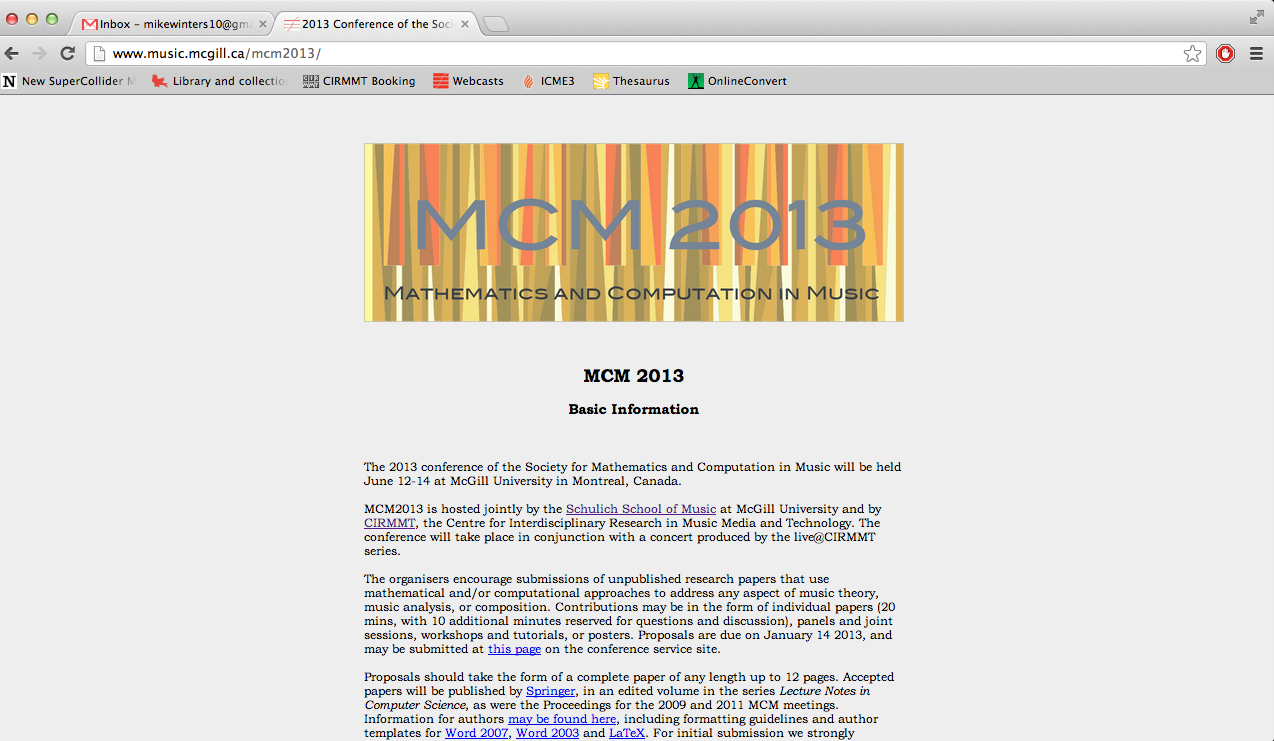 Inbox – mikewinters10@gm
2013 Conference of the Soci
www.music.mcgill.ca/mcm2013/
N New SuperCollider M
Library and collectio
CIRMMT Booking
Webcasts
ICME3
Thesaurus
OnlineConvert
MCM 2013
Mathematics and Computation in Music
MCM 2013
Basic Information
The 2013 conference of the Society for Mathematics and Computation in Music will be held
June 12-14 at McGill University in Montreal, Canada.
MCM2013 is hosted jointly by the Schulich School of Music at McGill University and by
CIRMMT, the Centre for Interdisciplinary Research in Music Media and Technology. The
conference will take place in conjunction with a concert produced by the live@CIRMMT
series.
The organisers encourage submissions of unpublished research papers that use
mathematical and/or computational approaches to address any aspect of music theory,
music analysis, or composition. Contributions may be in the form of individual papers (20
mins, with 10 additional minutes reserved for questions and discussion), panels and joint
sessions, workshops and tutorials, or posters. Proposals are due on January 14 2013, and
may be submitted at this page on the conference service site.
Proposals should take the form of a complete paper of any length up to 12 pages. Accepted
papers will be published by Springer, in an edited volume in the series Lecture Notes in
Computer Science, as were the Proceedings for the 2009 and 2011 MCM meetings.
Information for authors may be found here, including formatting guidelines and author
templates for Word 2007, Word 2003 and LaTeX. For initial submission we strongly